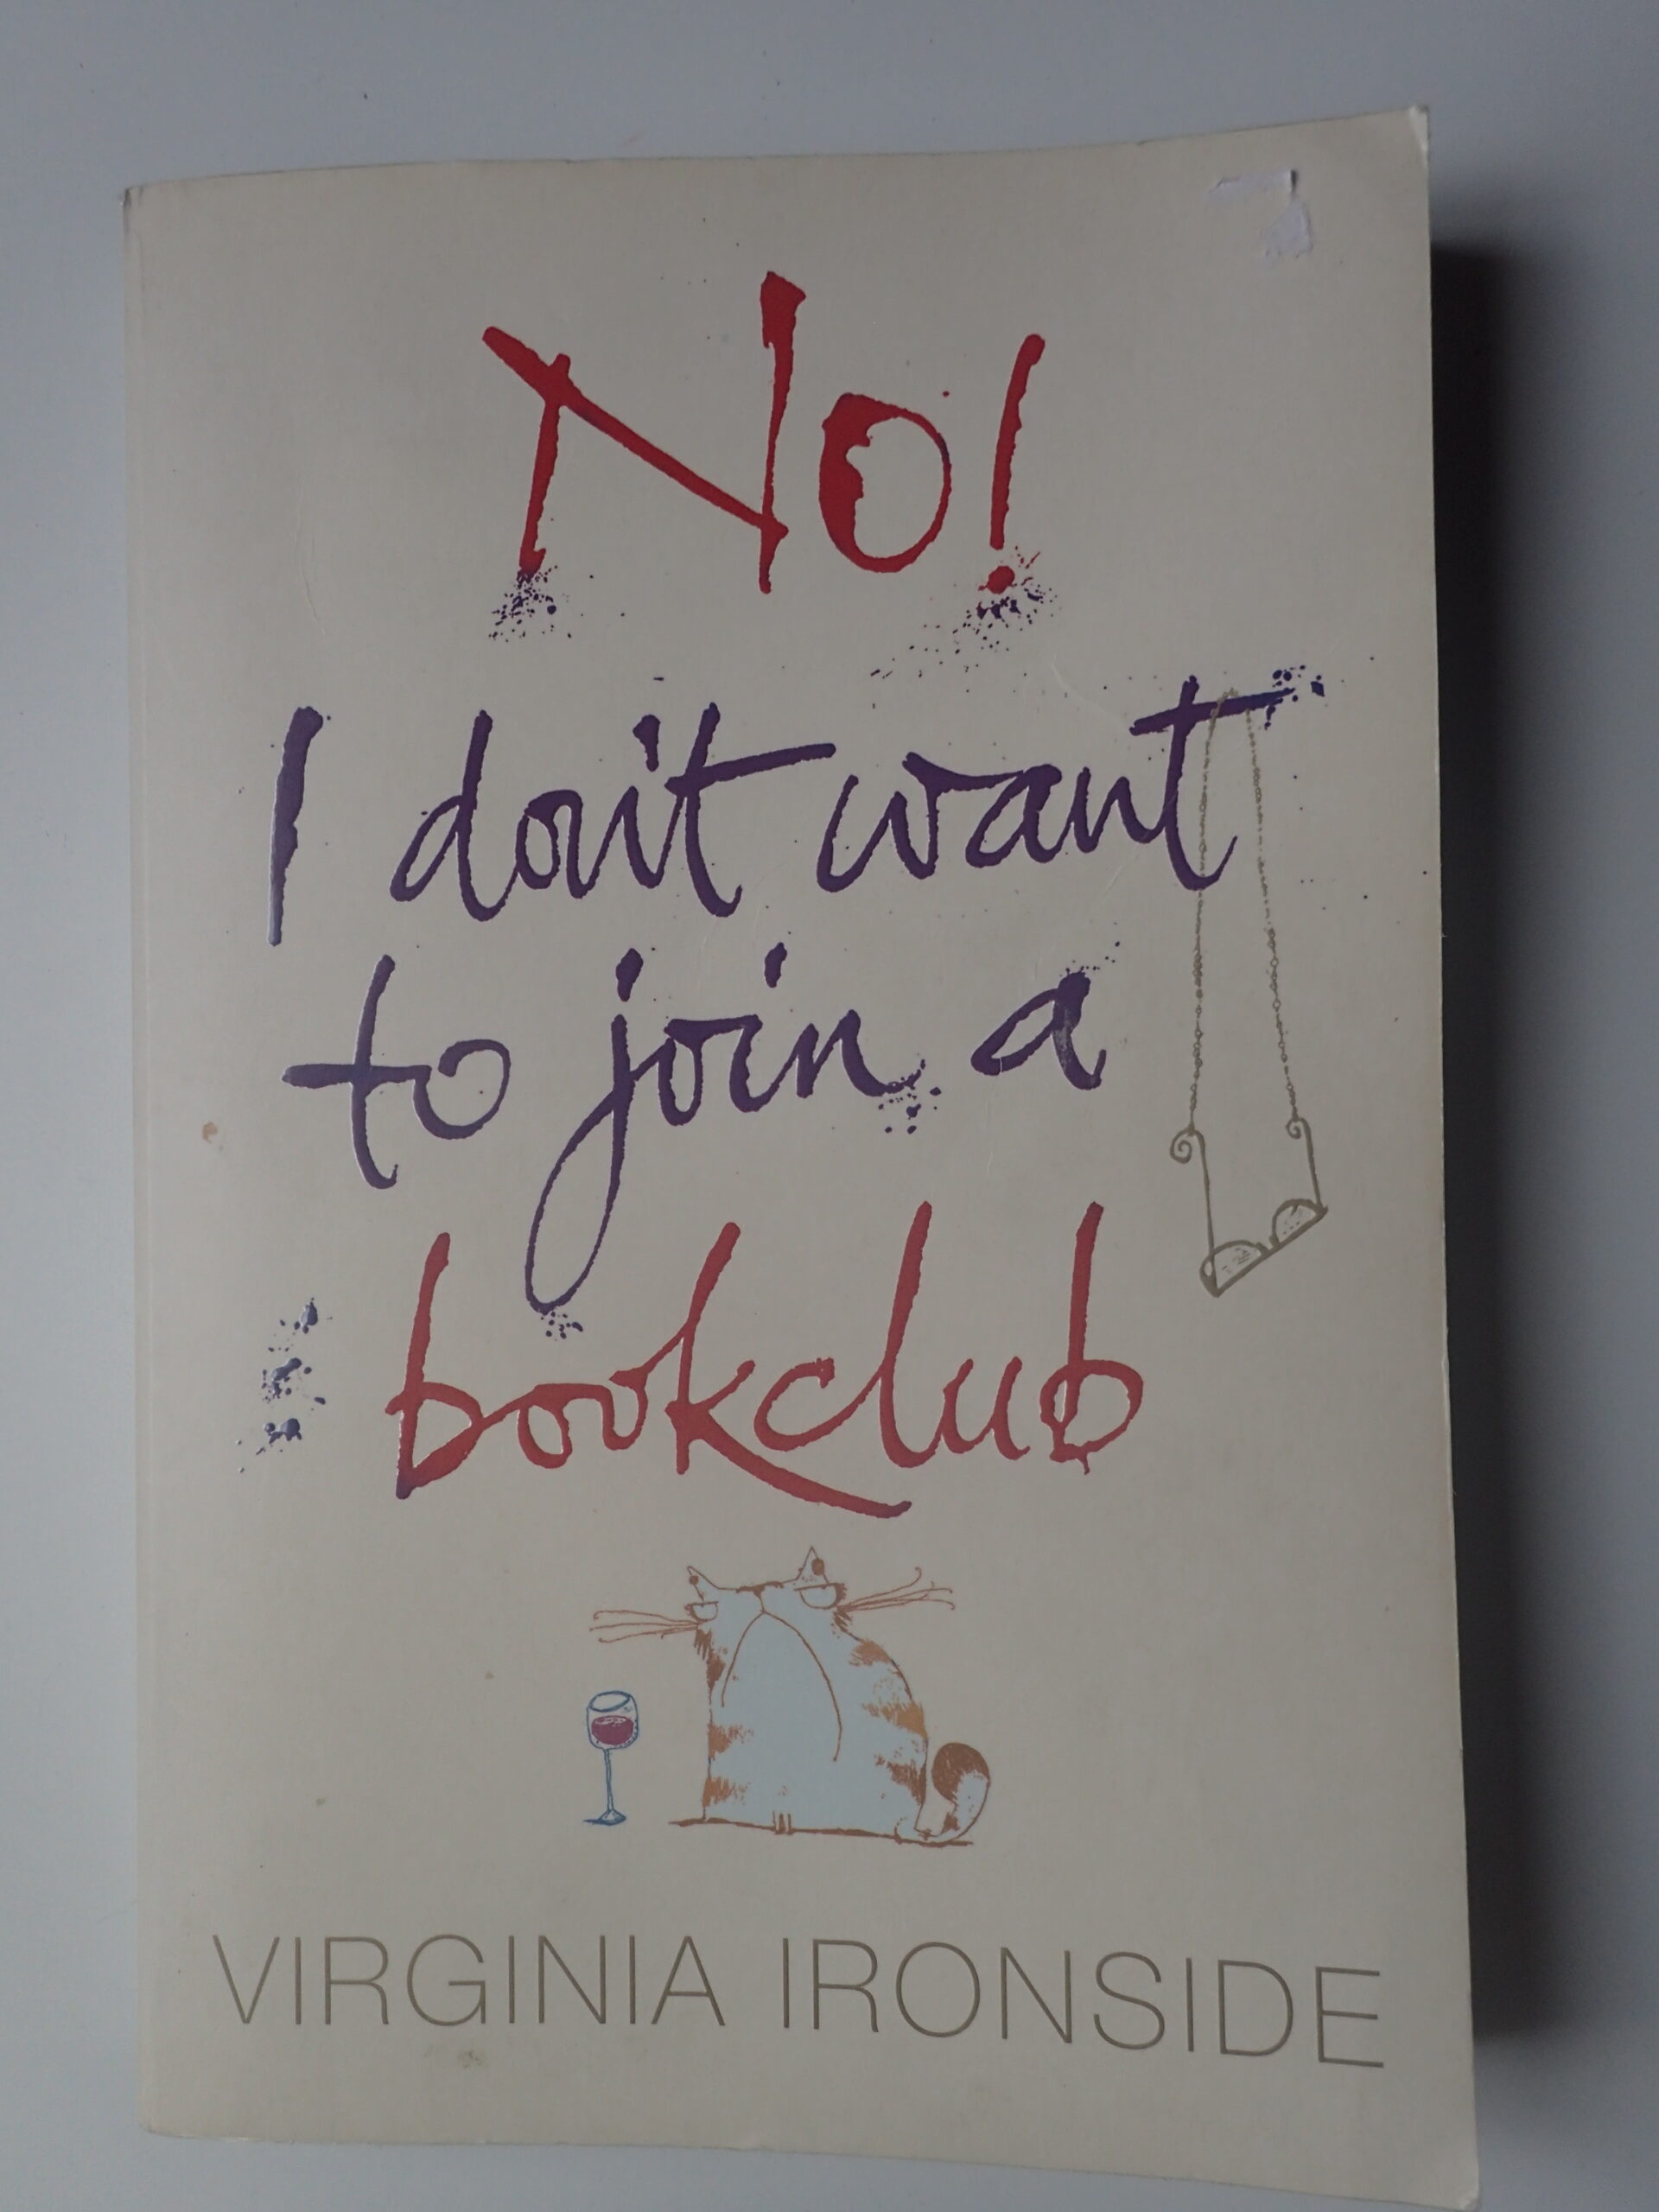 No!
I don't want
to join a
bookclub
VIRGINIA IRONSIDE